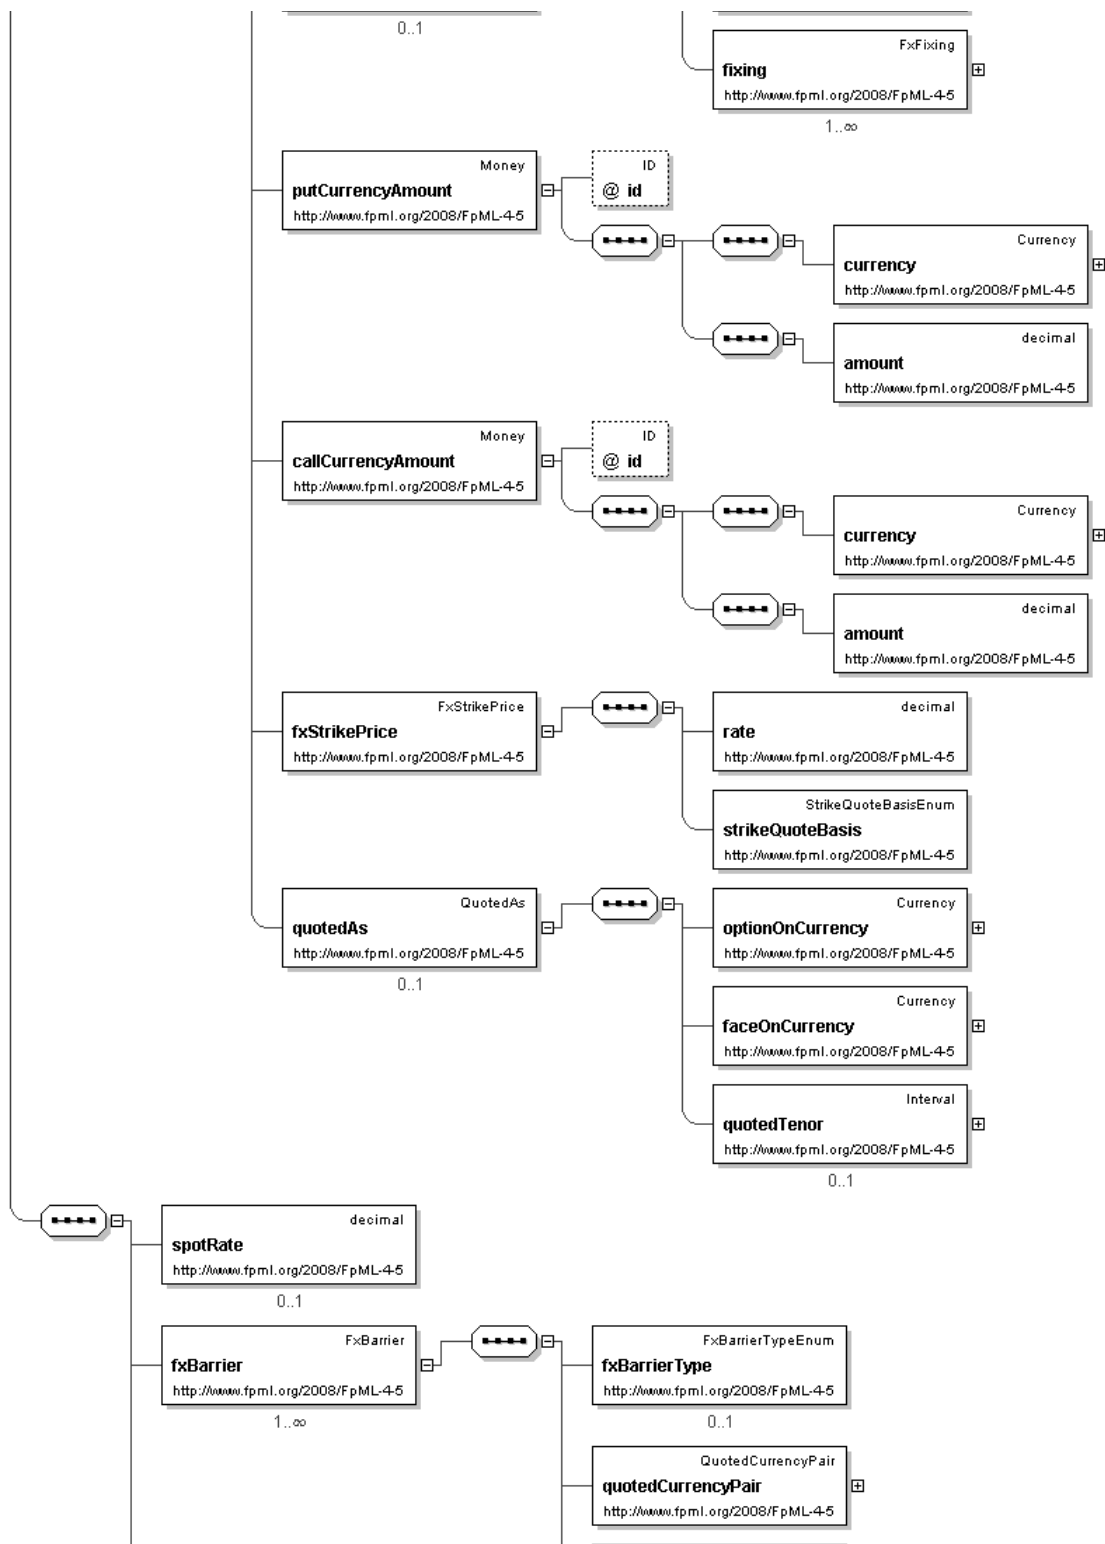 0..1
FxFixing
fixing
http://www.fpml.org/2008/FpML-4-5
1..∞
Money
putCurrencyAmount
http://www.fpml.org/2008/FpML-4-5
ID
@ id
Currency
currency
http://www.fpml.org/2008/FpML-4-5
decimal
amount
http://www.fpml.org/2008/FpML-4-5
Money
callCurrencyAmount
http://www.fpml.org/2008/FpML-4-5
ID
@ id
Currency
currency
http://www.fpml.org/2008/FpML-4-5
decimal
amount
http://www.fpml.org/2008/FpML-4-5
FxStrikePrice
fxStrikePrice
http://www.fpml.org/2008/FpML-4-5
decimal
rate
http://www.fpml.org/2008/FpML-4-5
StrikeQuoteBasisEnum
strikeQuoteBasis
http://www.fpml.org/2008/FpML-4-5
QuotedAs
quotedAs
http://www.fpml.org/2008/FpML-4-5
0..1
Currency
optionOnCurrency
http://www.fpml.org/2008/FpML-4-5
Currency
faceOnCurrency
http://www.fpml.org/2008/FpML-4-5
Interval
quotedTenor
http://www.fpml.org/2008/FpML-4-5
0..1
decimal
spotRate
http://www.fpml.org/2008/FpML-4-5
0..1
FxBarrier
fxBarrier
http://www.fpml.org/2008/FpML-4-5
1..∞
FxBarrierTypeEnum
fxBarrierType
http://www.fpml.org/2008/FpML-4-5
0..1
QuotedCurrencyPair
quotedCurrencyPair
http://www.fpml.org/2008/FpML-4-5